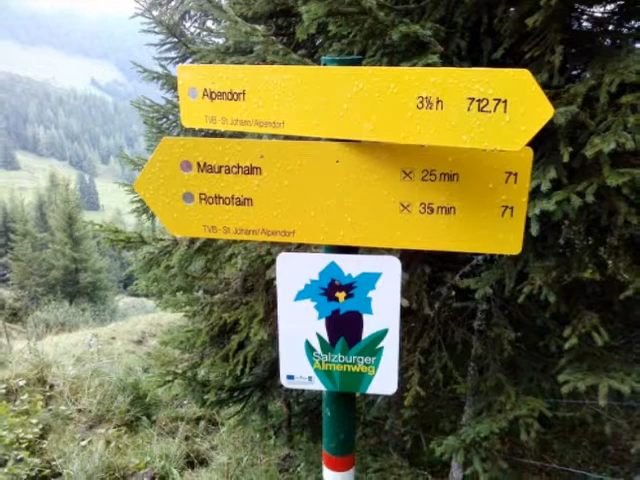 Alpendorf 3½ h 712,71
TVB - St. Johann/Alpendorf
Maurachalm 25 min 71
Rothofalm 35 min 71
TVB - St. Johann/Alpendorf
Salzburger
Almenweg